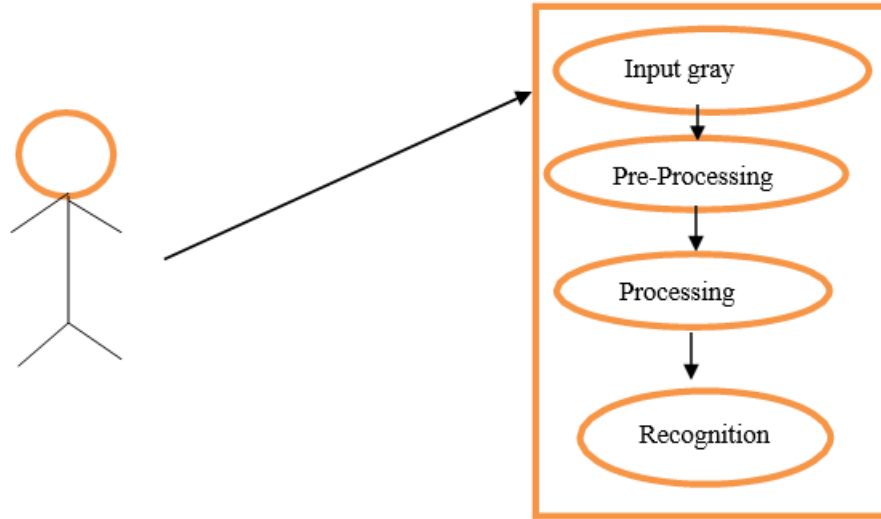 Input gray
Pre-Processing
Processing
Recognition